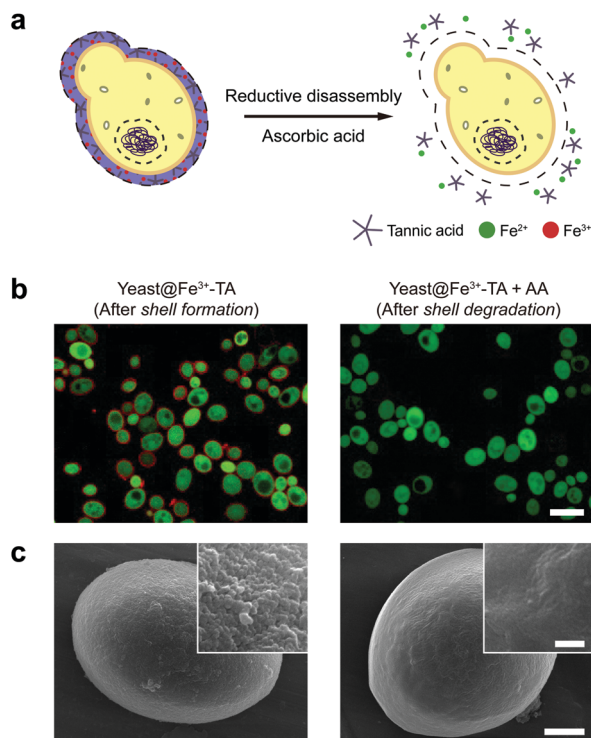 a
Reductive disassembly
Ascorbic acid
Tannic acid
Fe²⁺
Fe³⁺
b
Yeast@Fe³⁺-TA
(After shell formation)
Yeast@Fe³⁺-TA + AA
(After shell degradation)
c